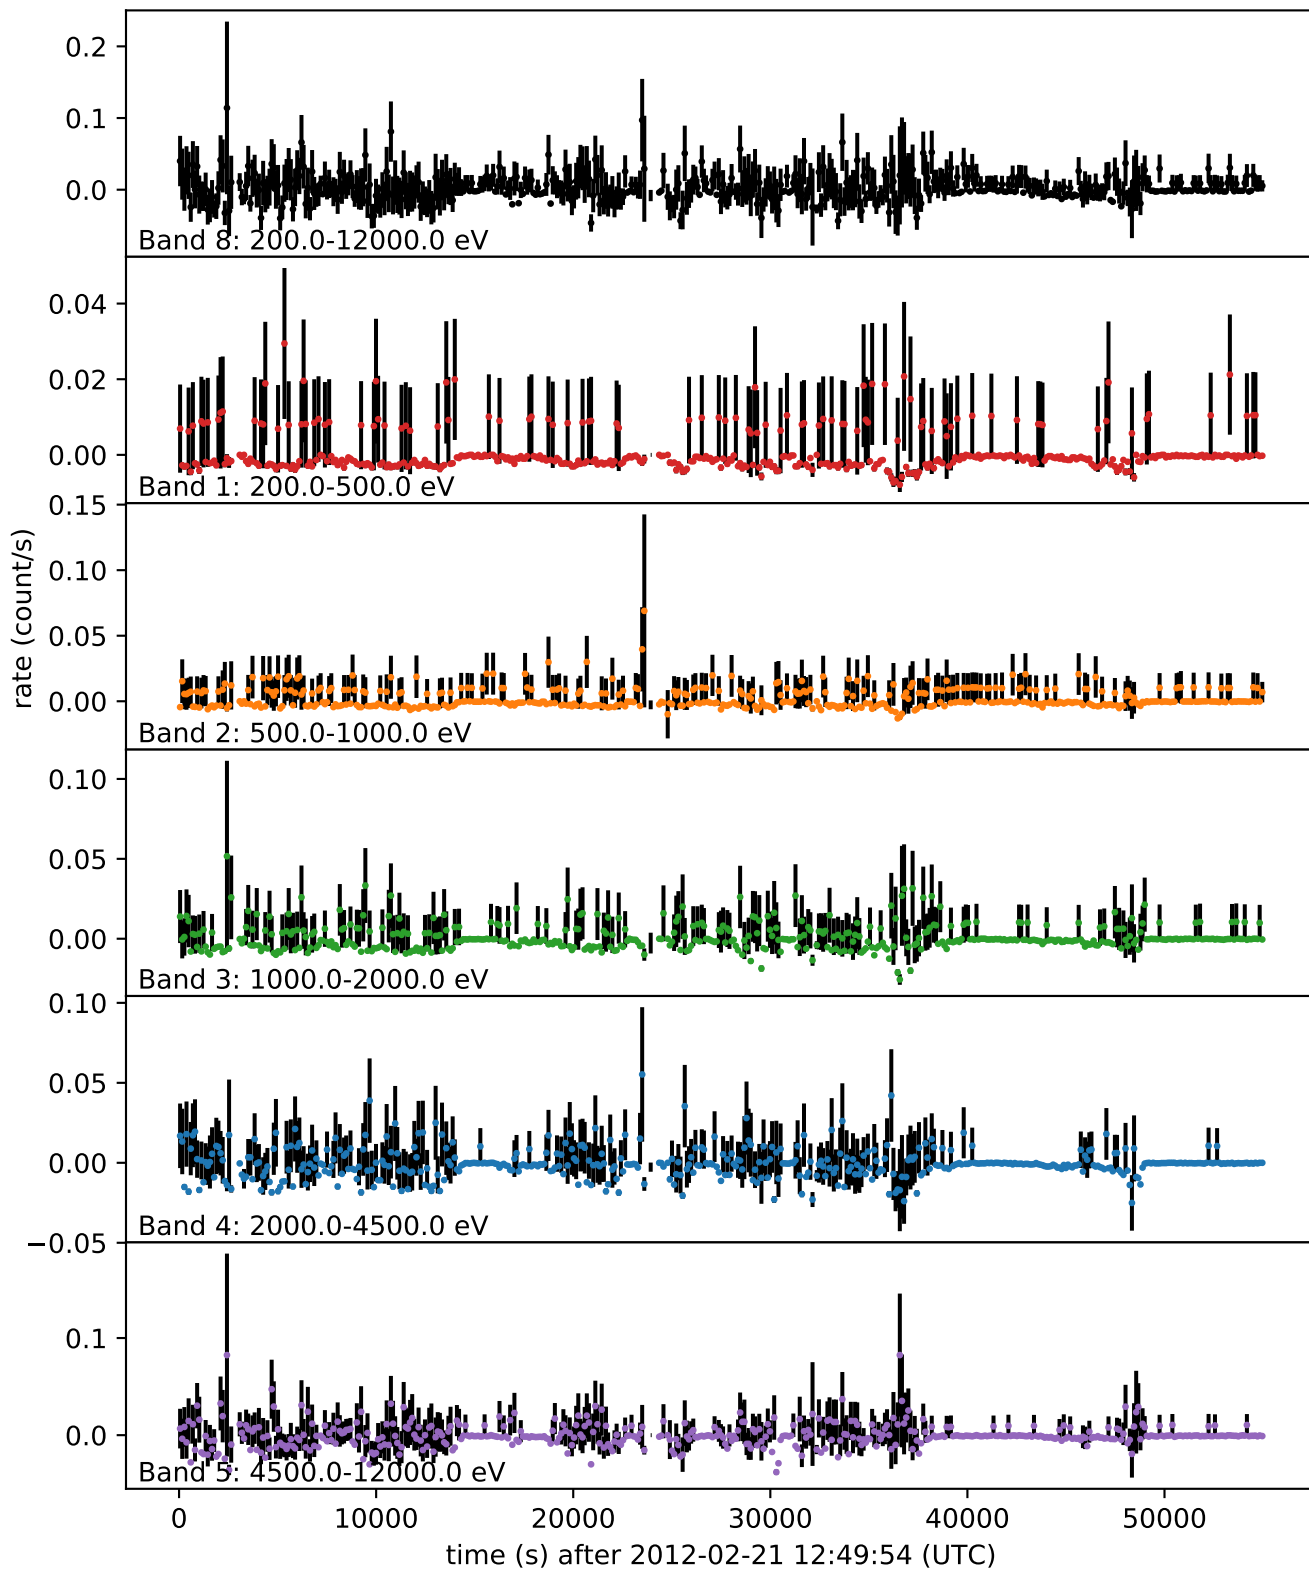 0.2
0.1
0.0
Band 8: 200.0-12000.0 eV
0.04
0.02
0.00
Band 1: 200.0-500.0 eV
0.15
0.10
0.05
0.00
Band 2: 500.0-1000.0 eV
rate (count/s)
0.10
0.05
0.00
Band 3: 1000.0-2000.0 eV
0.10
0.05
0.00
Band 4: 2000.0-4500.0 eV
−0.05
0.1
0.0
Band 5: 4500.0-12000.0 eV
0 10000 20000 30000 40000 50000
time (s) after 2012-02-21 12:49:54 (UTC)